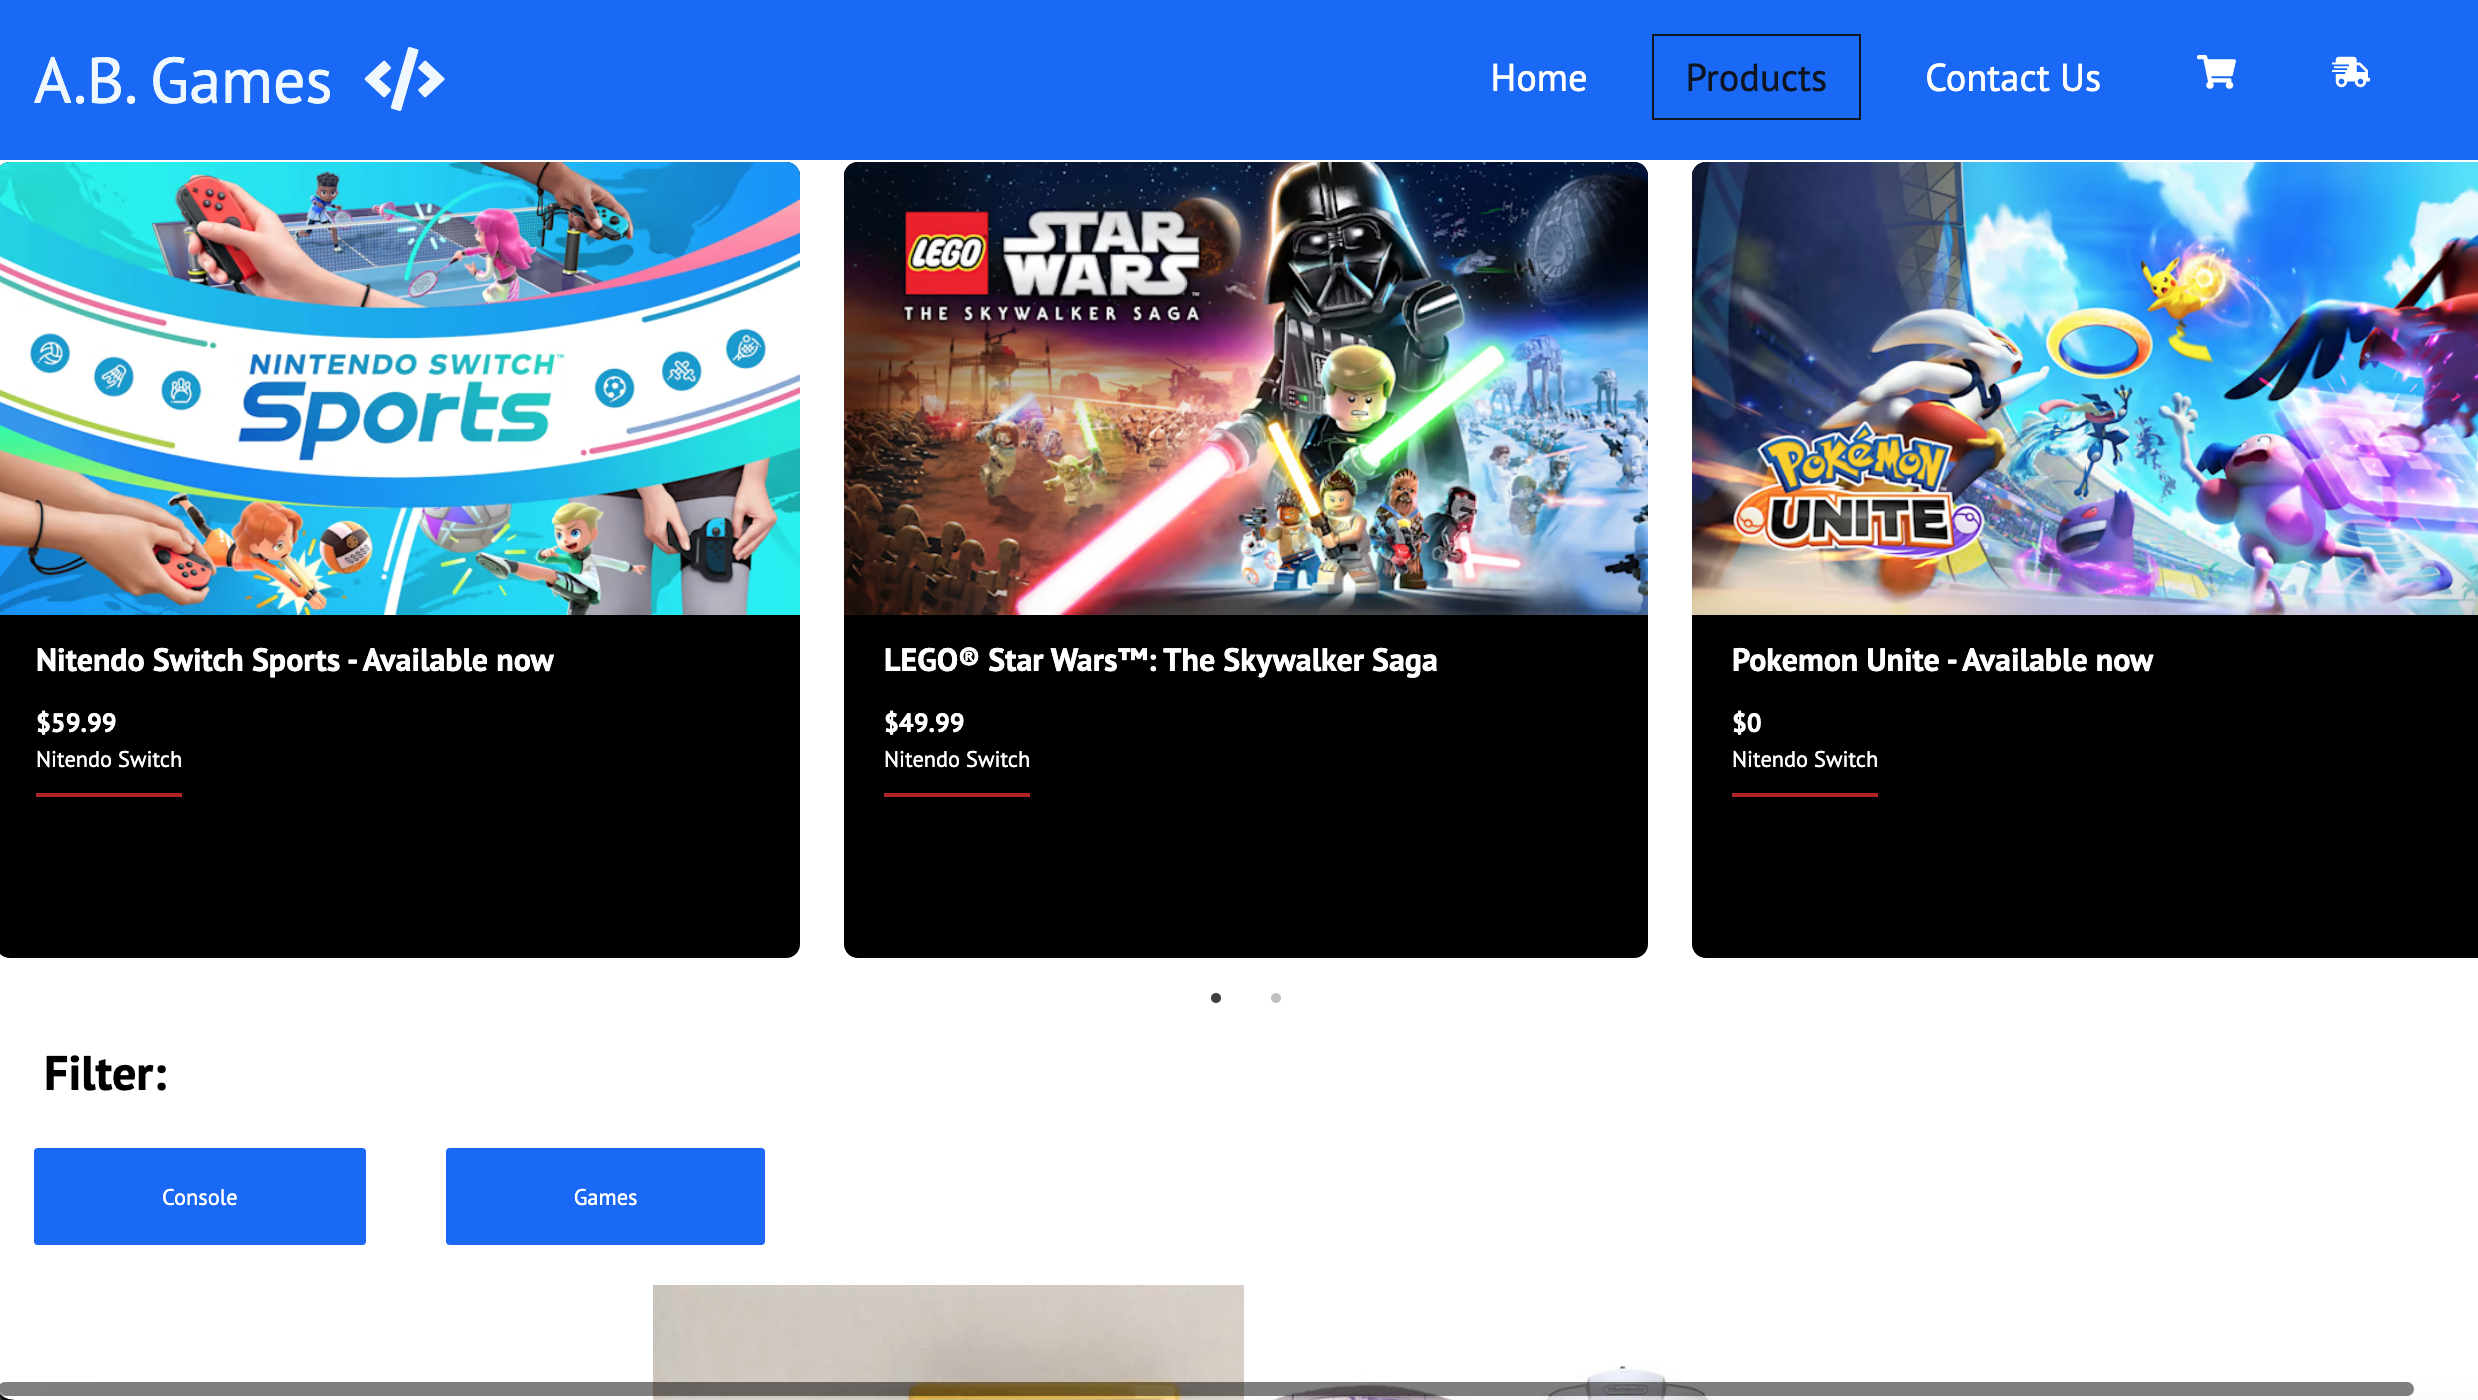 A.B. Games </>
Home
Products
Contact Us
NINTENDO SWITCH™
Sports
LEGO STAR WARS™
THE SKYWALKER SAGA
POKéMON
UNITE
Nitendo Switch Sports - Available now
$59.99
Nitendo Switch
LEGO® Star Wars™: The Skywalker Saga
$49.99
Nitendo Switch
Pokemon Unite - Available now
$0
Nitendo Switch
Filter:
Console
Games